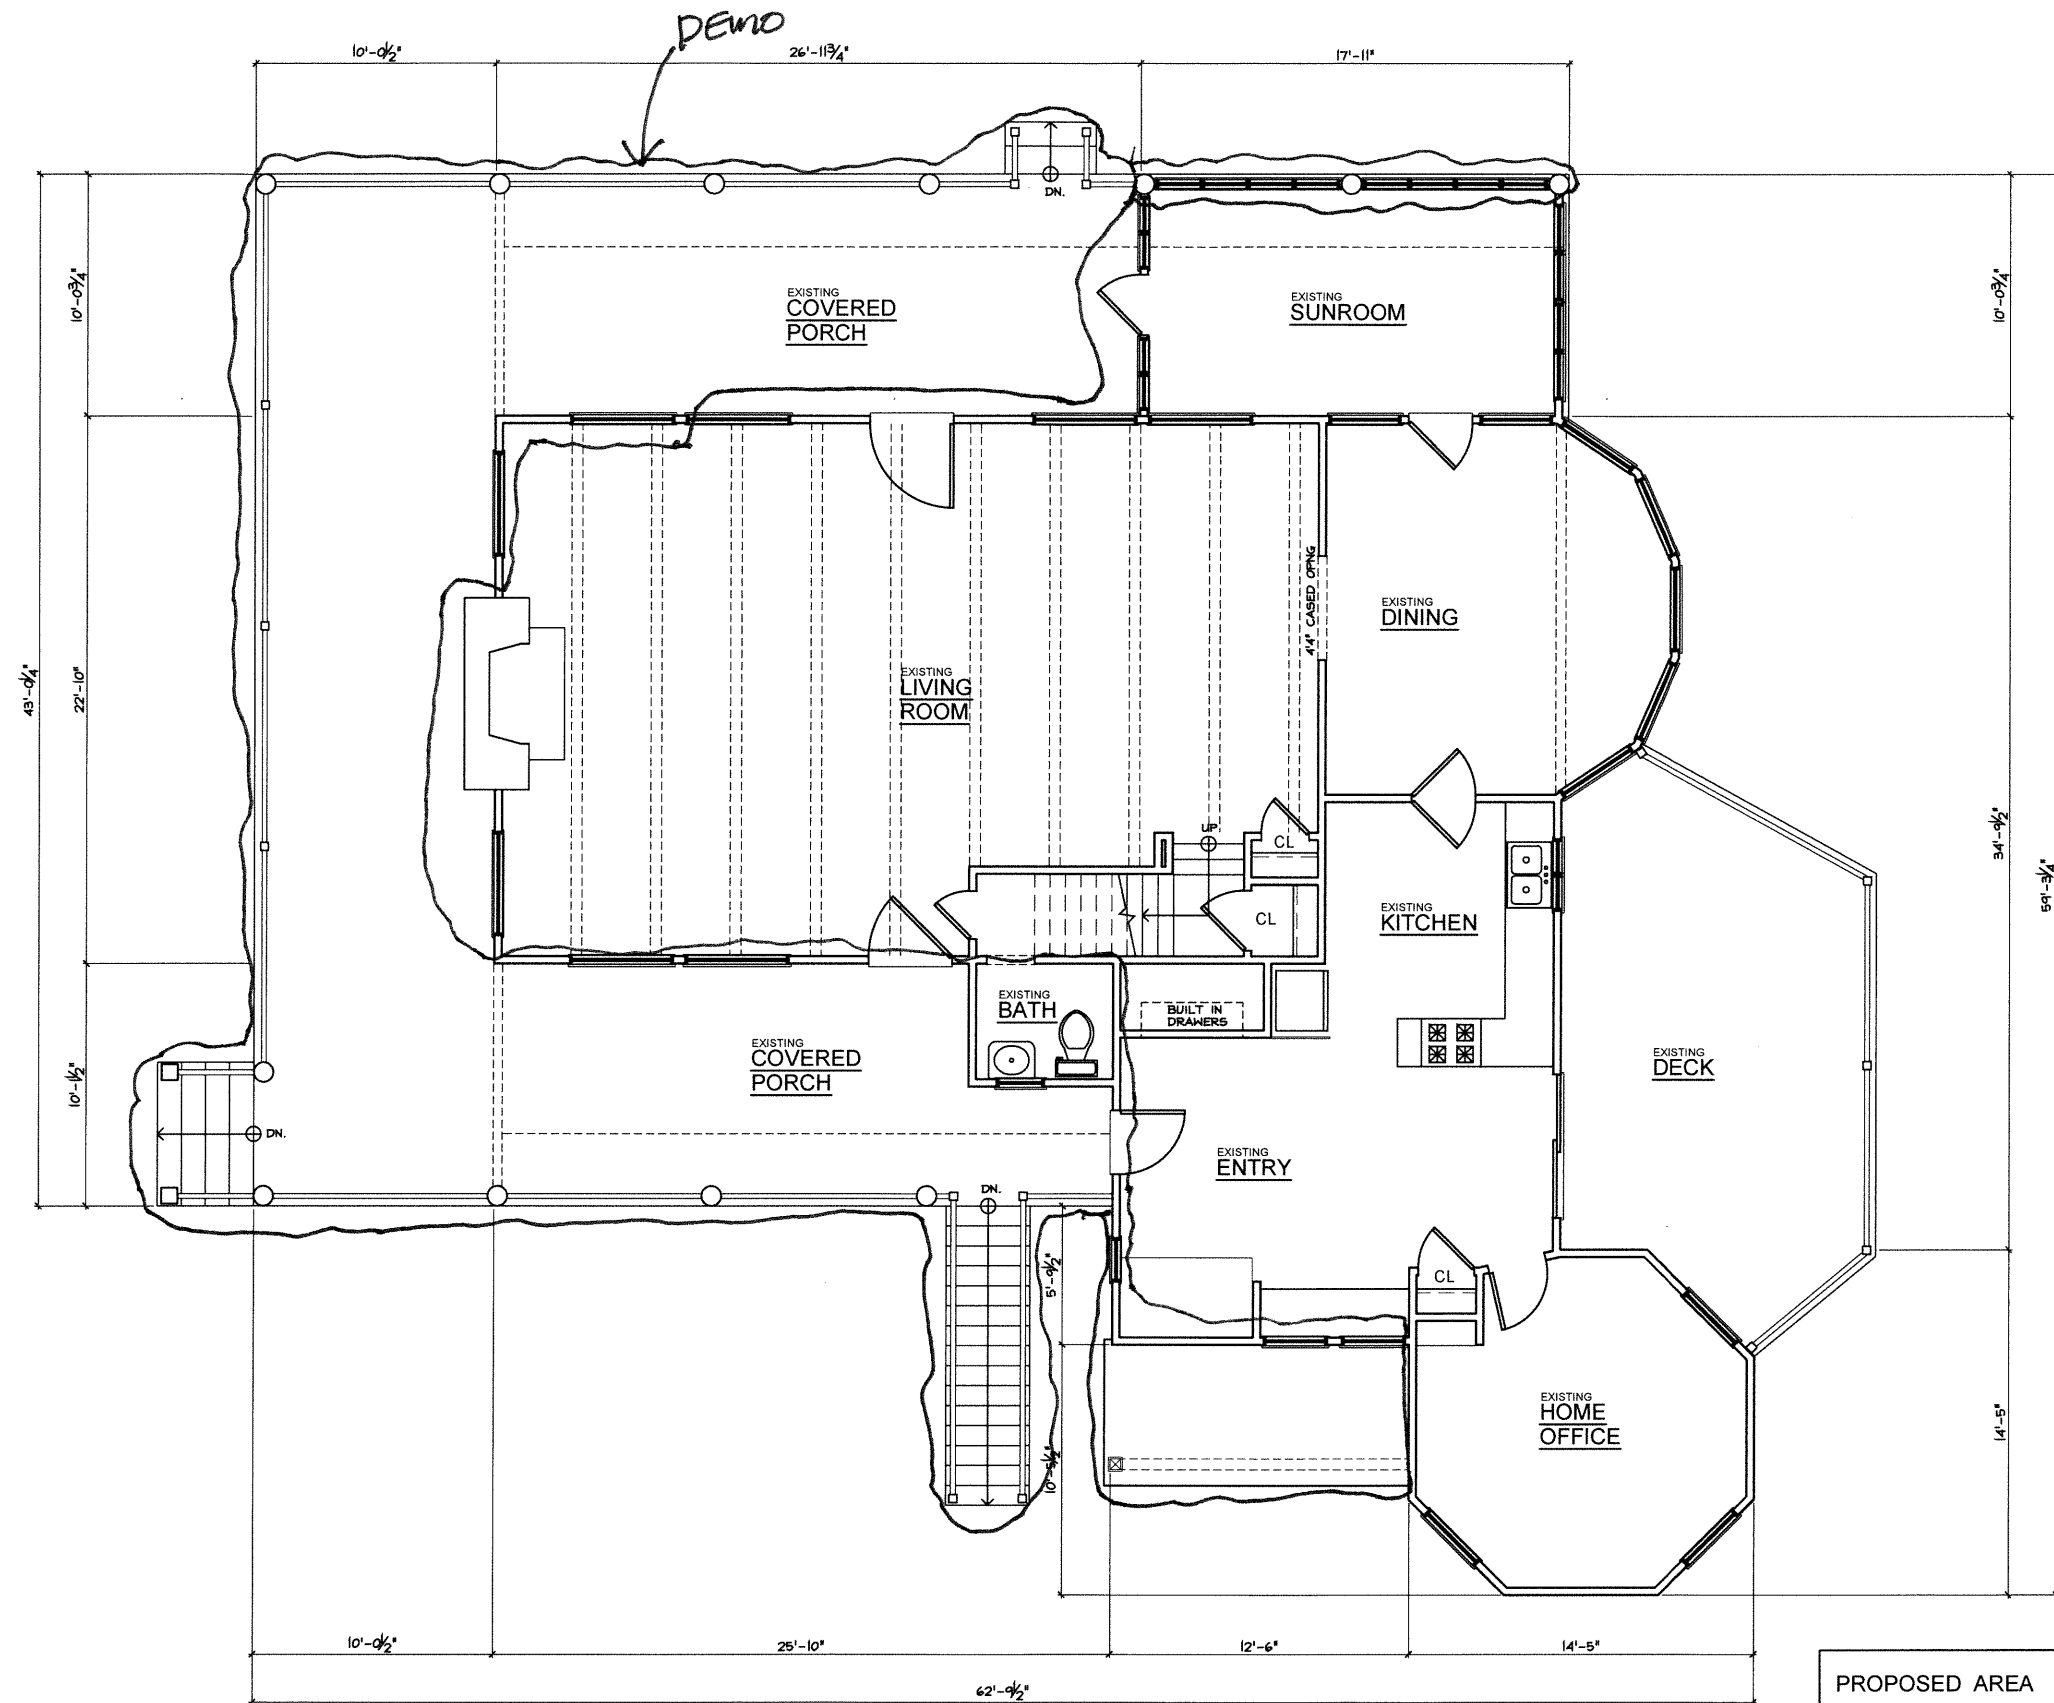 DEMO
10'-0½"
26'-11¾"
17'-11"
DN.
10'-0¾"
EXISTING
COVERED
PORCH
EXISTING
SUNROOM
10'-0¾"
4'4" CASED OPNG
EXISTING
DINING
43'-0¼"
22'-10"
EXISTING
LIVING
ROOM
UP
CL
34'-9½"
59'-3¼"
CL
EXISTING
KITCHEN
EXISTING
BATH
BUILT IN
DRAWERS
EXISTING
COVERED
PORCH
EXISTING
DECK
10'-1½"
DN.
EXISTING
ENTRY
DN.
5'-9½"
CL
EXISTING
HOME
OFFICE
14'-5"
10'-5½"
10'-0½"
25'-10"
12'-6"
14'-5"
62'-9½"
PROPOSED AREA